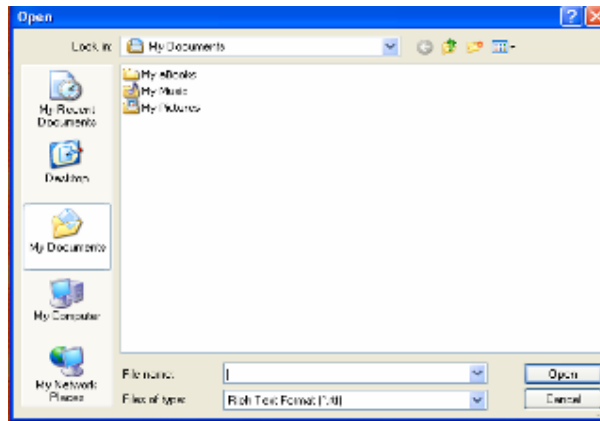 Open
Look in: My Documents
My eBooks
My Music
My Pictures
My Recent
Documents
Desktop
My Documents
My Computer
My Network
Places
File name:
Open
Files of type: Rich Text Format (*.rtf)
Cancel